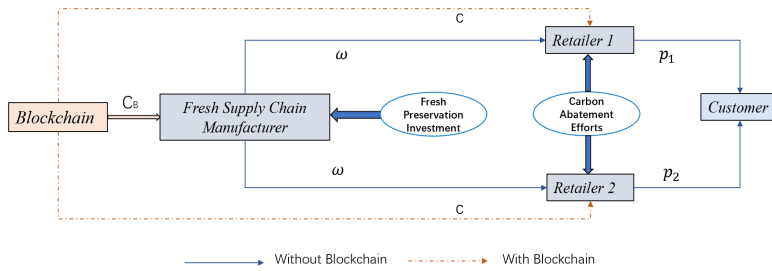 C
Retailer 1
ω
p1
Fresh
Preservation
Investment
Carbon
Abatement
Efforts
CB
Blockchain
Fresh Supply Chain
Manufacturer
Customer
ω
Retailer 2
p2
C
Without Blockchain
With Blockchain